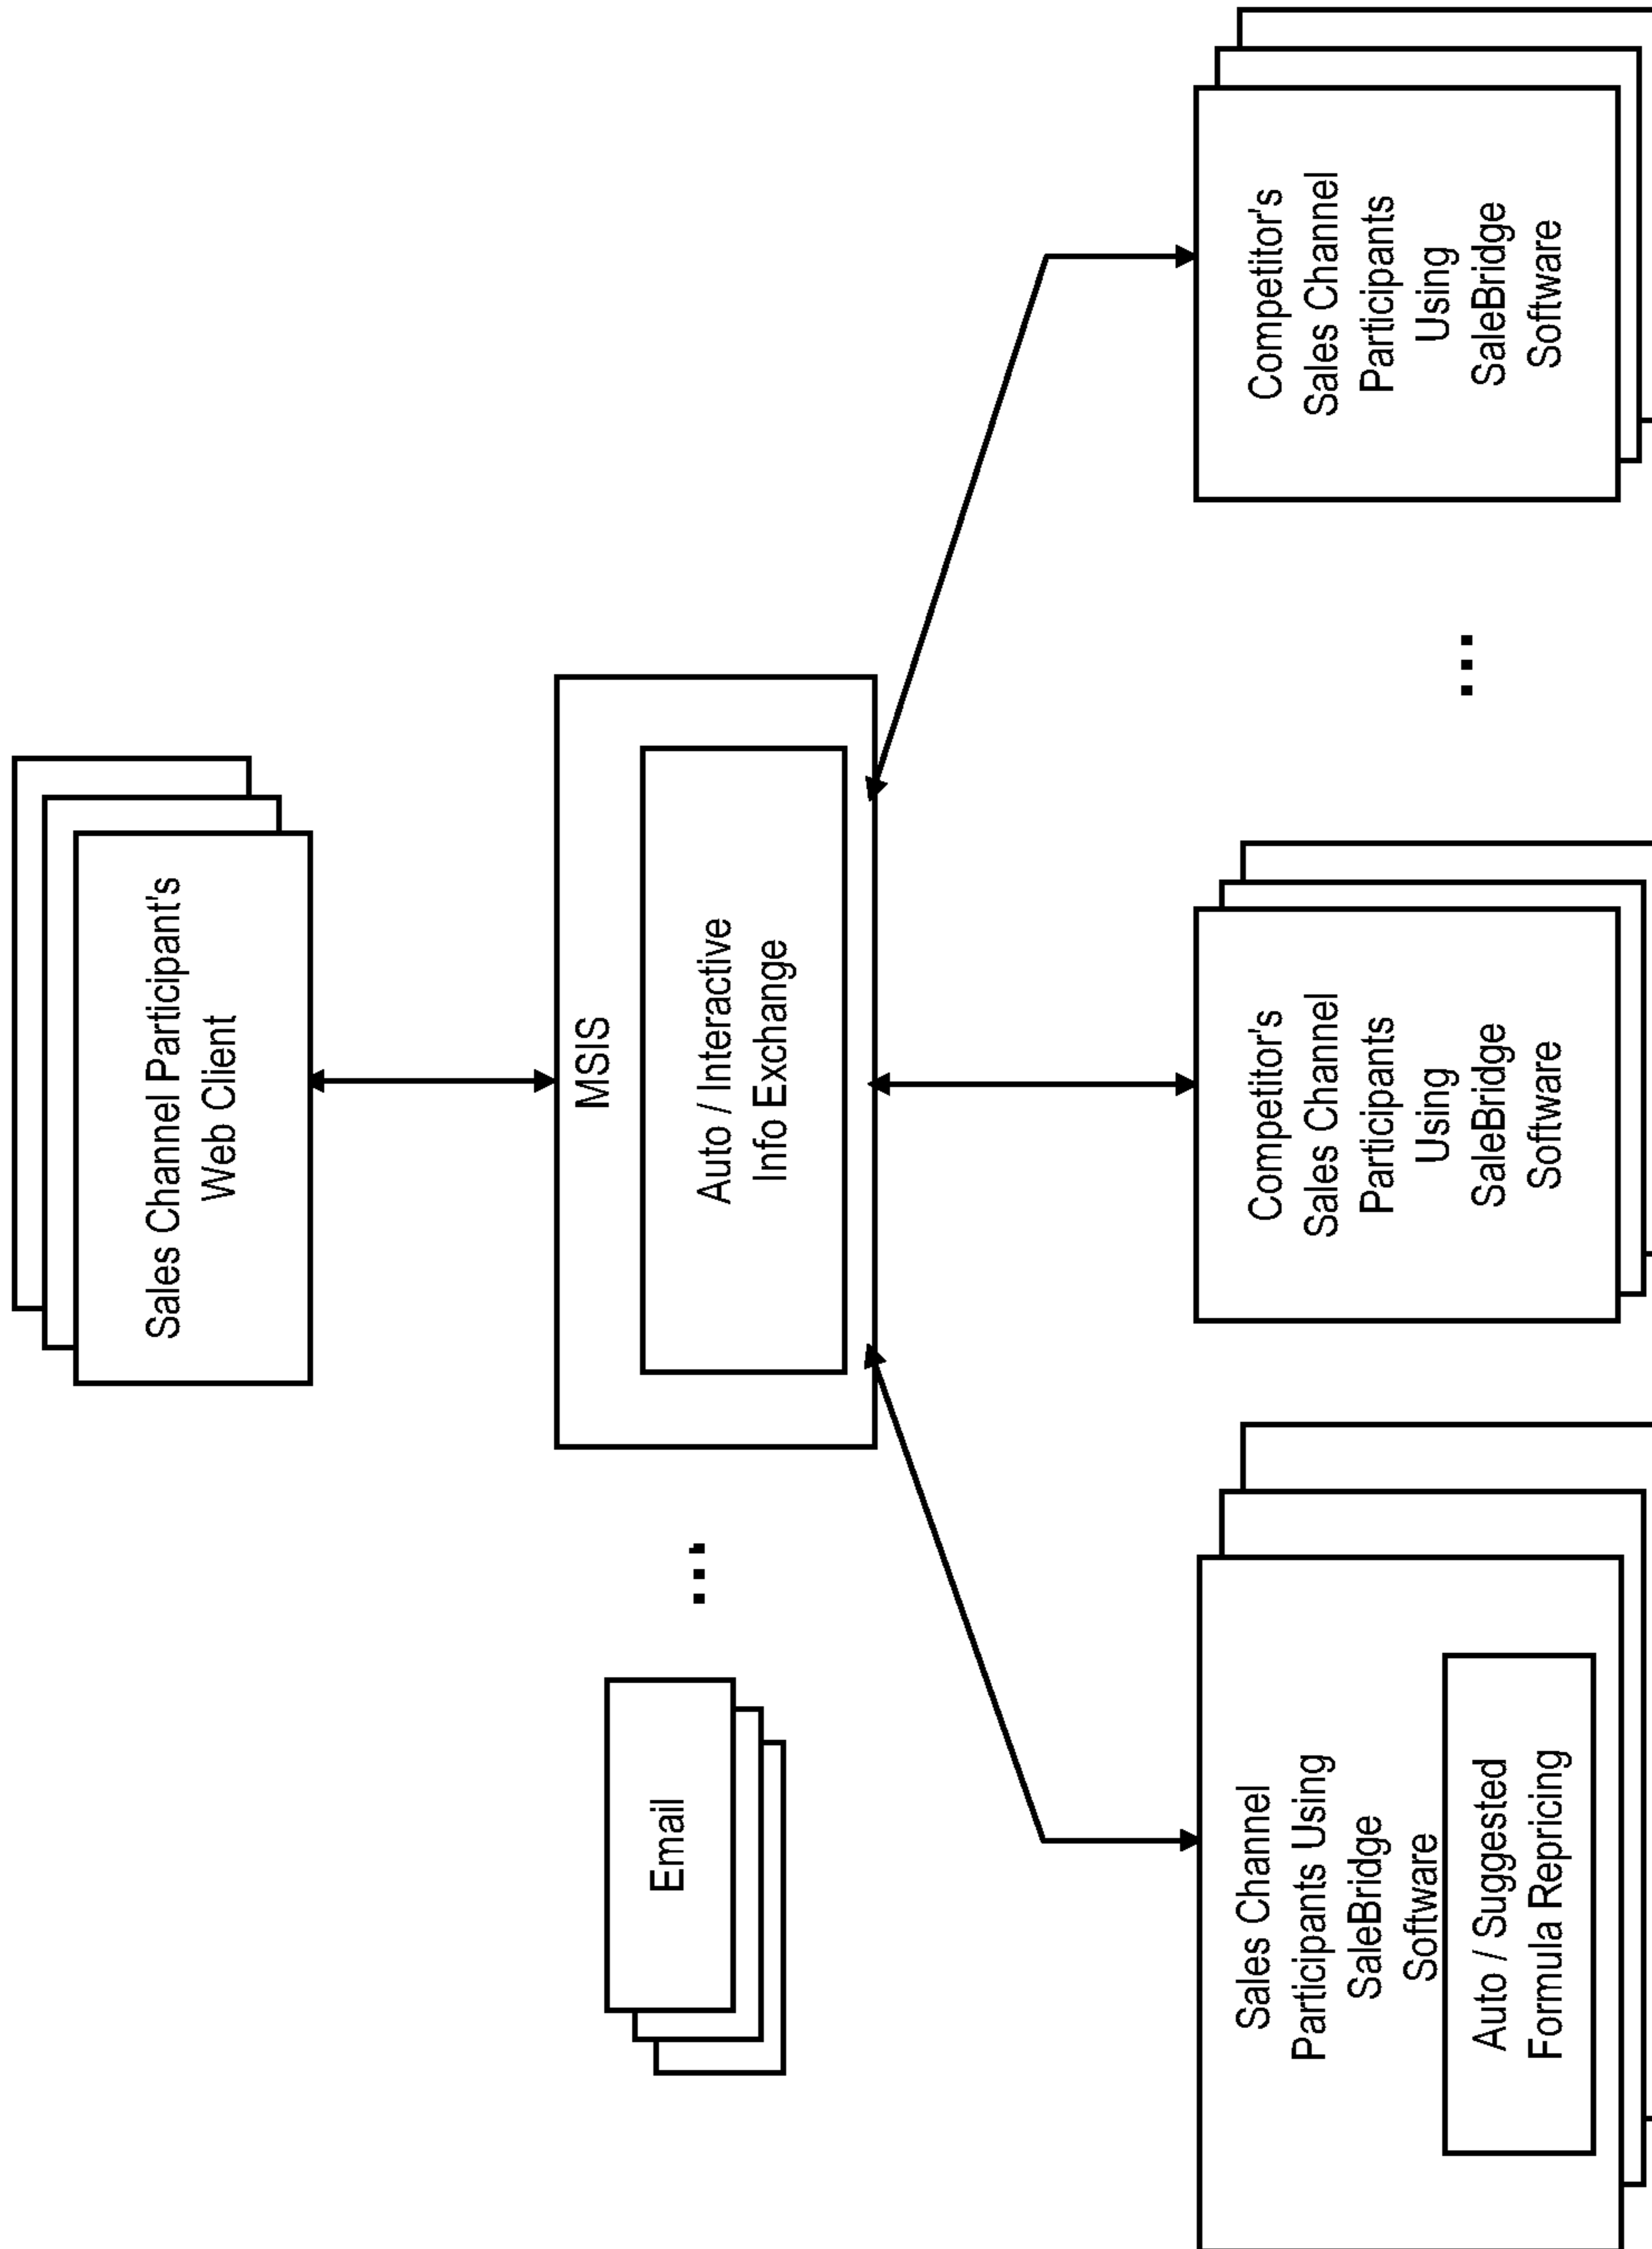 Sales Channel Participant's
Web Client
Email
...
MSIS
Auto / Interactive
Info Exchange
Sales Channel
Participants Using
SaleBridge
Software
Auto / Suggested
Formula Repricing
Competitor's
Sales Channel
Participants
Using
SaleBridge
Software
...
Competitor's
Sales Channel
Participants
Using
SaleBridge
Software